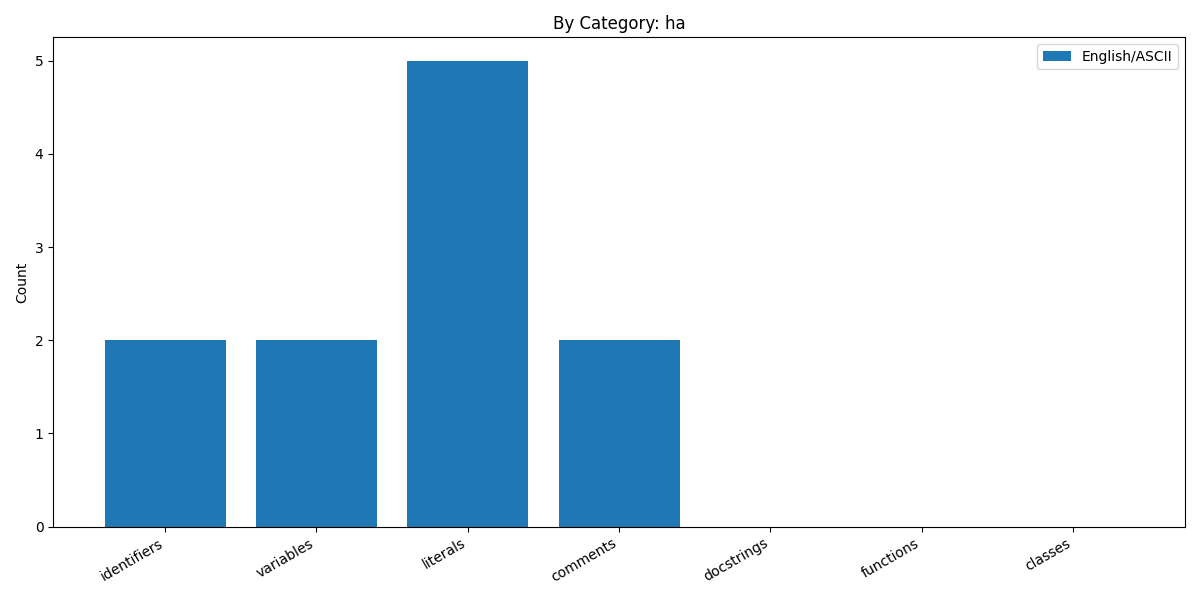 By Category: ha
English/ASCII
5
4
3
2
1
0
Count
identifiers
variables
literals
comments
docstrings
functions
classes